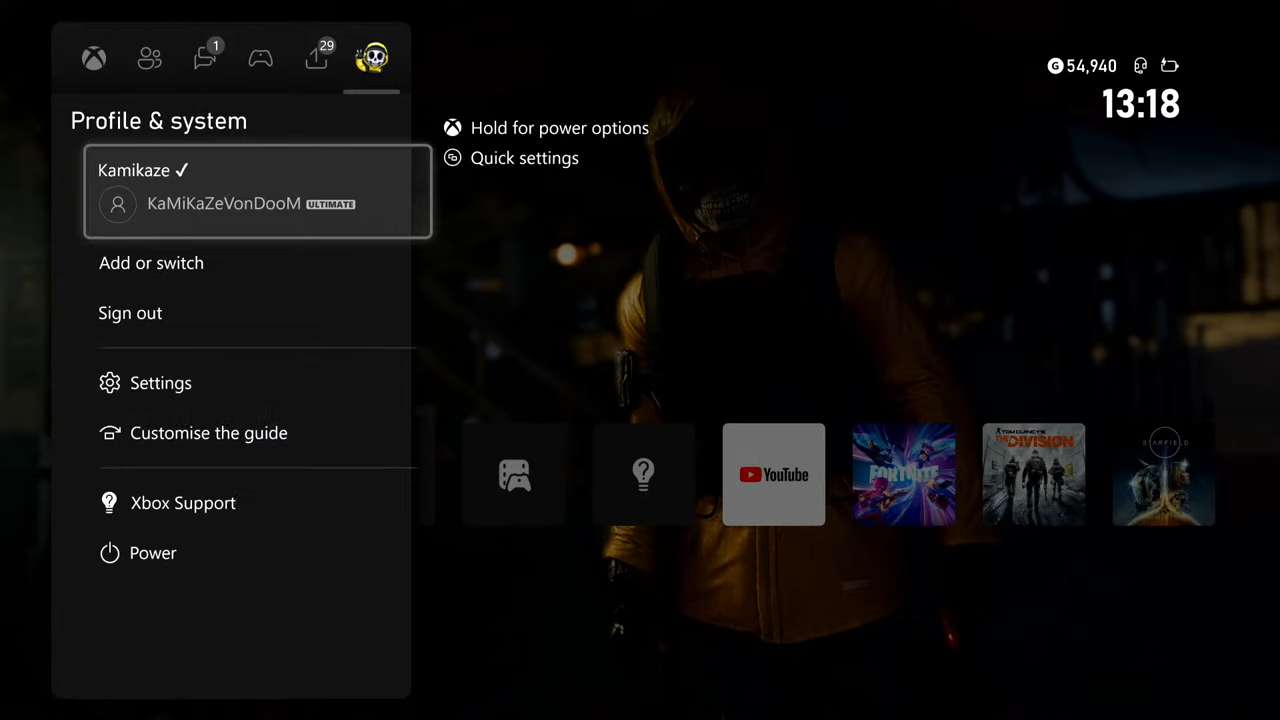 1
29
G 54,940
13:18
Profile & system
Hold for power options
Quick settings
Kamikaze ✓
KaMiKaZeVonDooM ULTIMATE
Add or switch
Sign out
Settings
Customise the guide
Xbox Support
Power
YouTube
FORTNITE
TOM CLANCY'S
THE DIVISION
STARFIELD